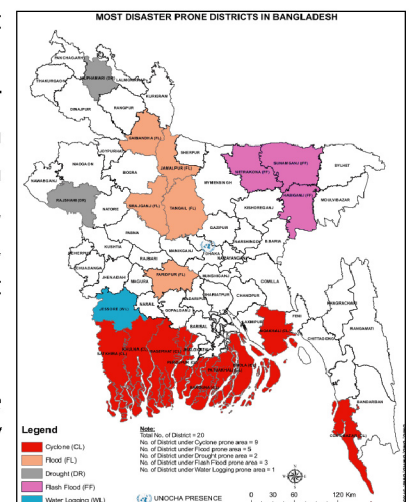 MOST DISASTER PRONE DISTRICTS IN BANGLADESH
PANCHAGARH
THAKURGAON
NILPHAMARI (DR)
LALMONIRHAT
DINAJPUR
RANGPUR
KURIGRAM
GAIBANDHA (FL)
JOYPURHAT
SHERPUR
NAOGAON
BOGRA
JAMALPUR (FL)
MYMENSINGH
NETRAKONA (FF)
SUNAMGANJ (FF)
SYLHET
NAWABGANJ
RAJSHAHI (DR)
NATORE
SIRAJGANJ (FL)
TANGAIL (FL)
KISHOREGANJ
HABIGANJ (FF)
MOULVIBAZAR
GAZIPUR
PABNA
KUSHTIA
MANIKGANJ
DHAKA
NARSINGDI
B.BARIA
MEHERPUR
CHUADANGA
JHENAIDAH
RAJBARI
FARIDPUR (FL)
MUNSHIGANJ
COMILLA
MAGURA
NARAIL
GOPALGANJ
MADARIPUR
SHARIATPUR
CHANDPUR
JESSORE (WL)
BARISAL
FENI
KHAGRACHARI
CHITTAGONG
RANGAMATI
BANDARBAN
Legend
Cyclone (CL)
Flood (FL)
Drought (DR)
Flash Flood (FF)
Water Logging (WL)
Note:
Total No. of District = 20
No. of District under Cyclone prone area = 9
No. of District under Flood prone area = 5
No. of District under Drought prone area = 2
No. of District under Flash Flood prone area = 3
No. of District under Water Logging prone area = 1
UNOCHA PRESENCE
0 30 60 120 Km